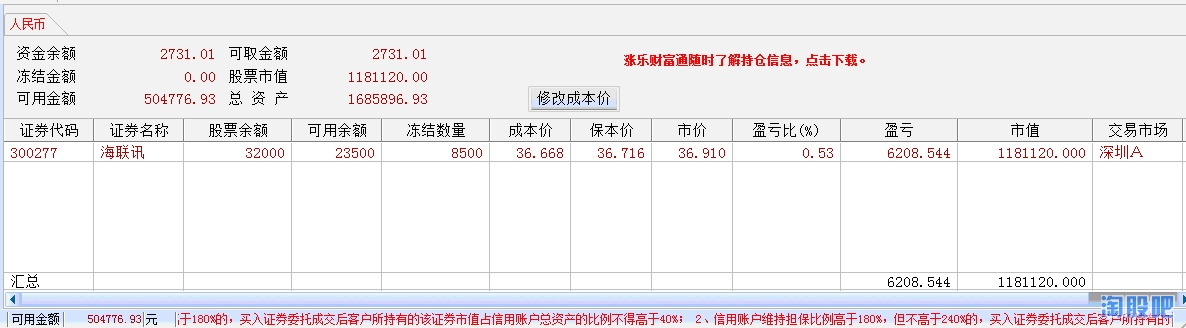 人民币
资金余额 2731.01 可取金额 2731.01
冻结金额 0.00 股票市值 1181120.00
可用金额 504776.93 总 资 产 1685896.93
涨乐财富通随时了解持仓信息，点击下载。
修改成本价
证券代码 证券名称 股票余额 可用余额 冻结数量 成本价 保本价 市价 盈亏比(%) 盈亏 市值 交易市场
300277 海联讯 32000 23500 8500 36.668 36.716 36.910 0.53 6208.544 1181120.000 深圳A
汇总 6208.544 1181120.000
淘股吧
可用金额 504776.93 元 于180%的，买入证券委托成交后客户所持有的该证券市值占信用账户总资产的比例不得高于40%； 2、信用账户维持担保比例高于180%，但不高于240%的，买入证券委托成交后客户所持有的